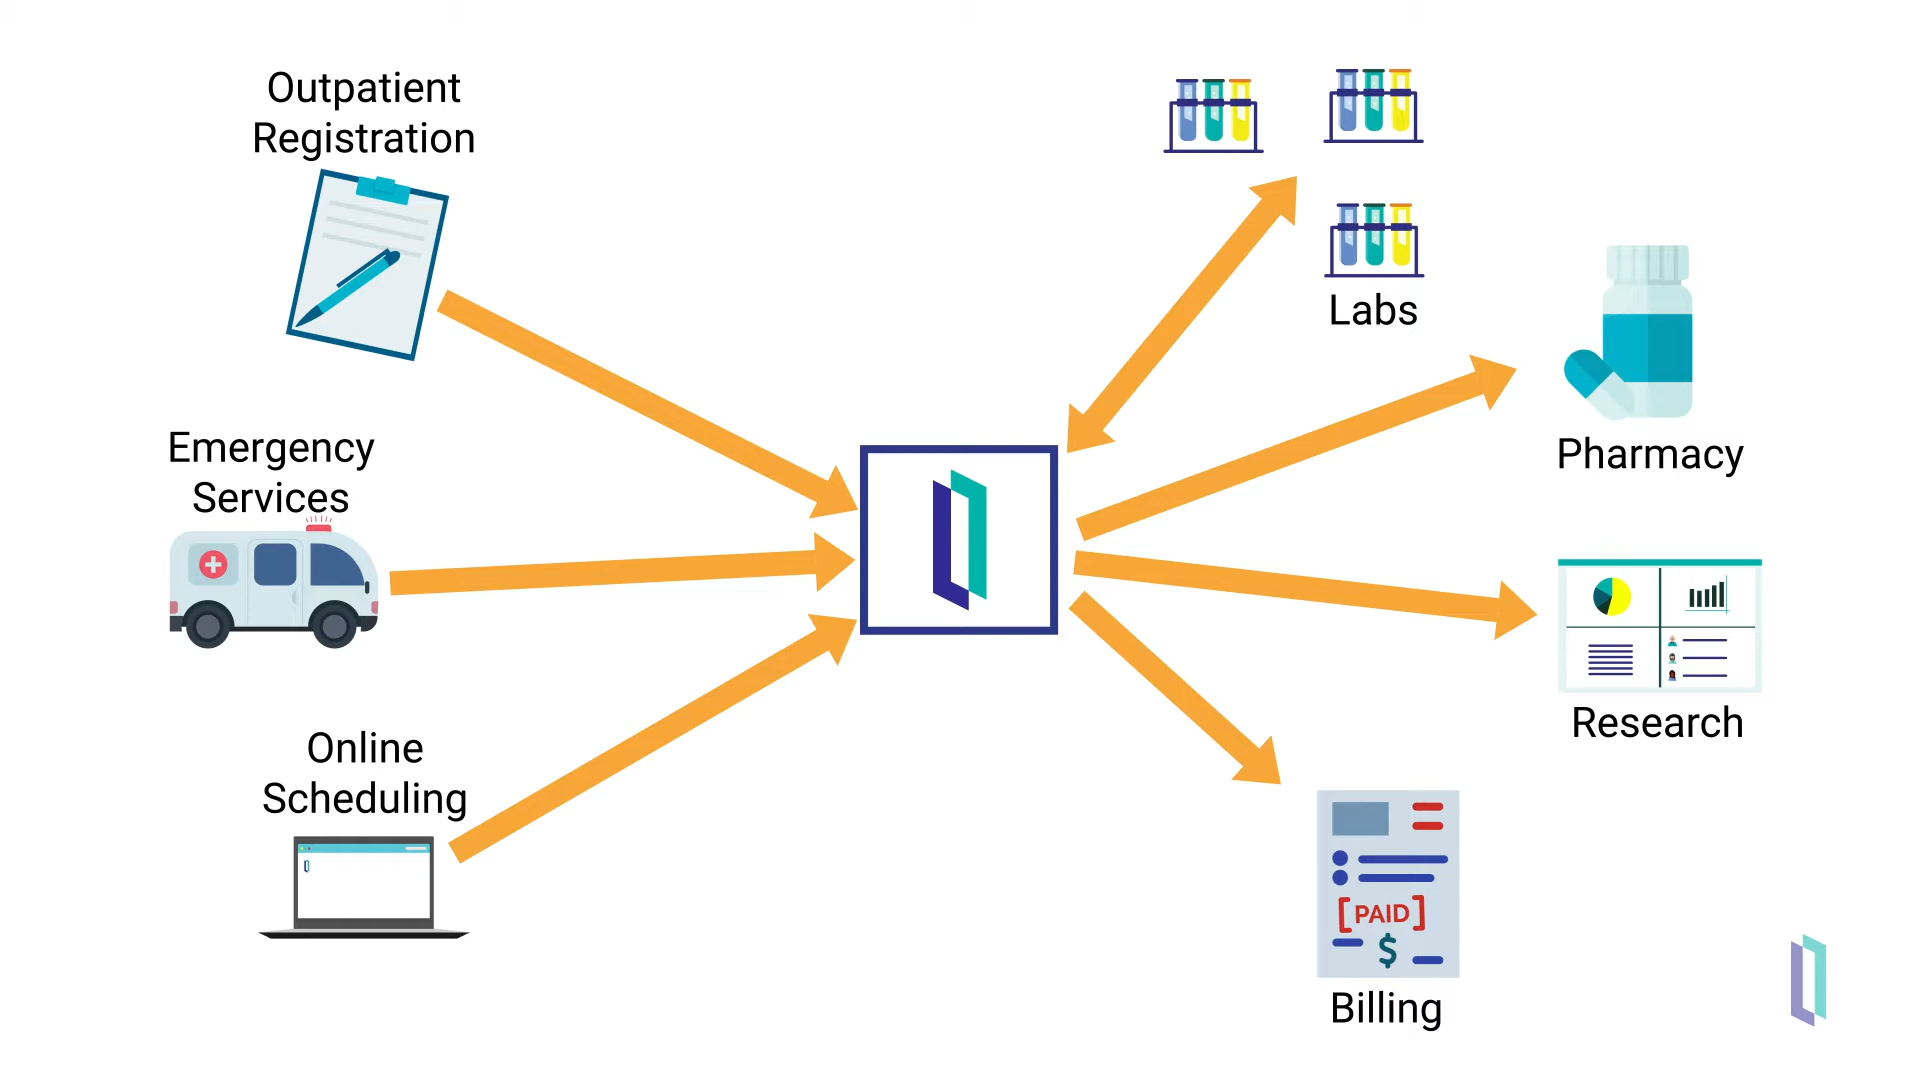 Outpatient
Registration
Emergency
Services
Online
Scheduling
Labs
Pharmacy
Research
[PAID]
$
Billing